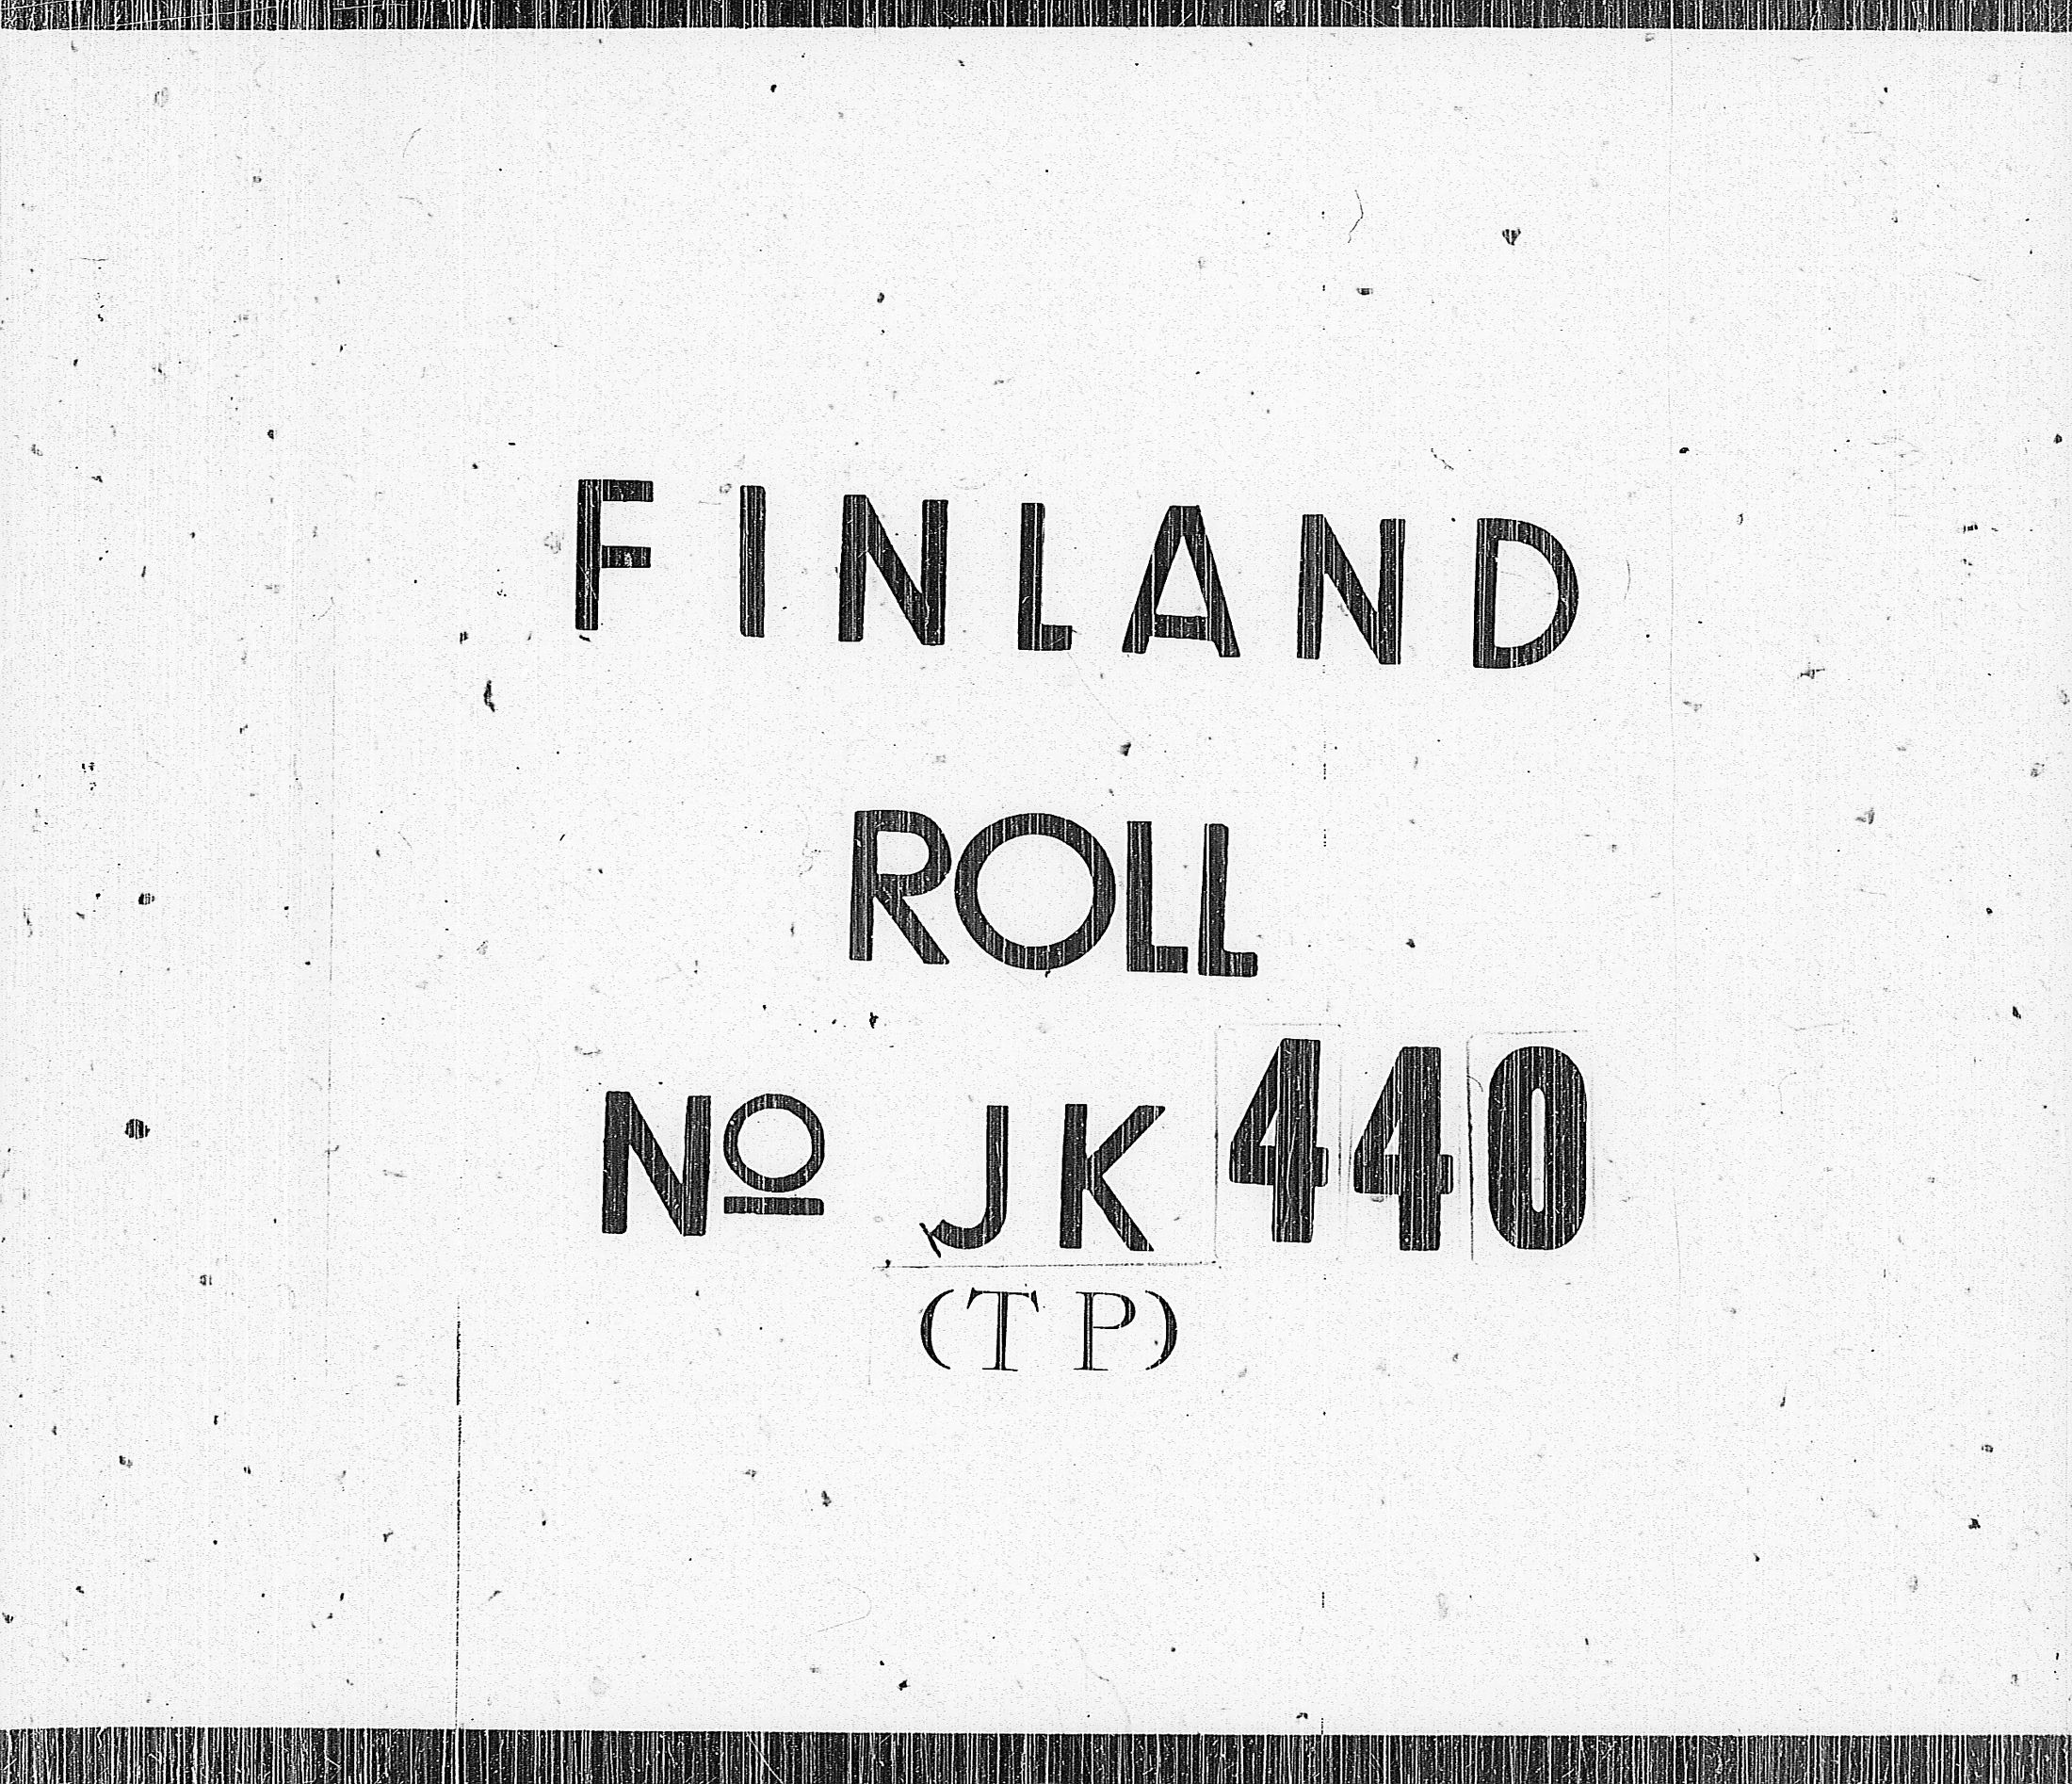 FINLAND
ROLL
Nº JK 440
(TP)